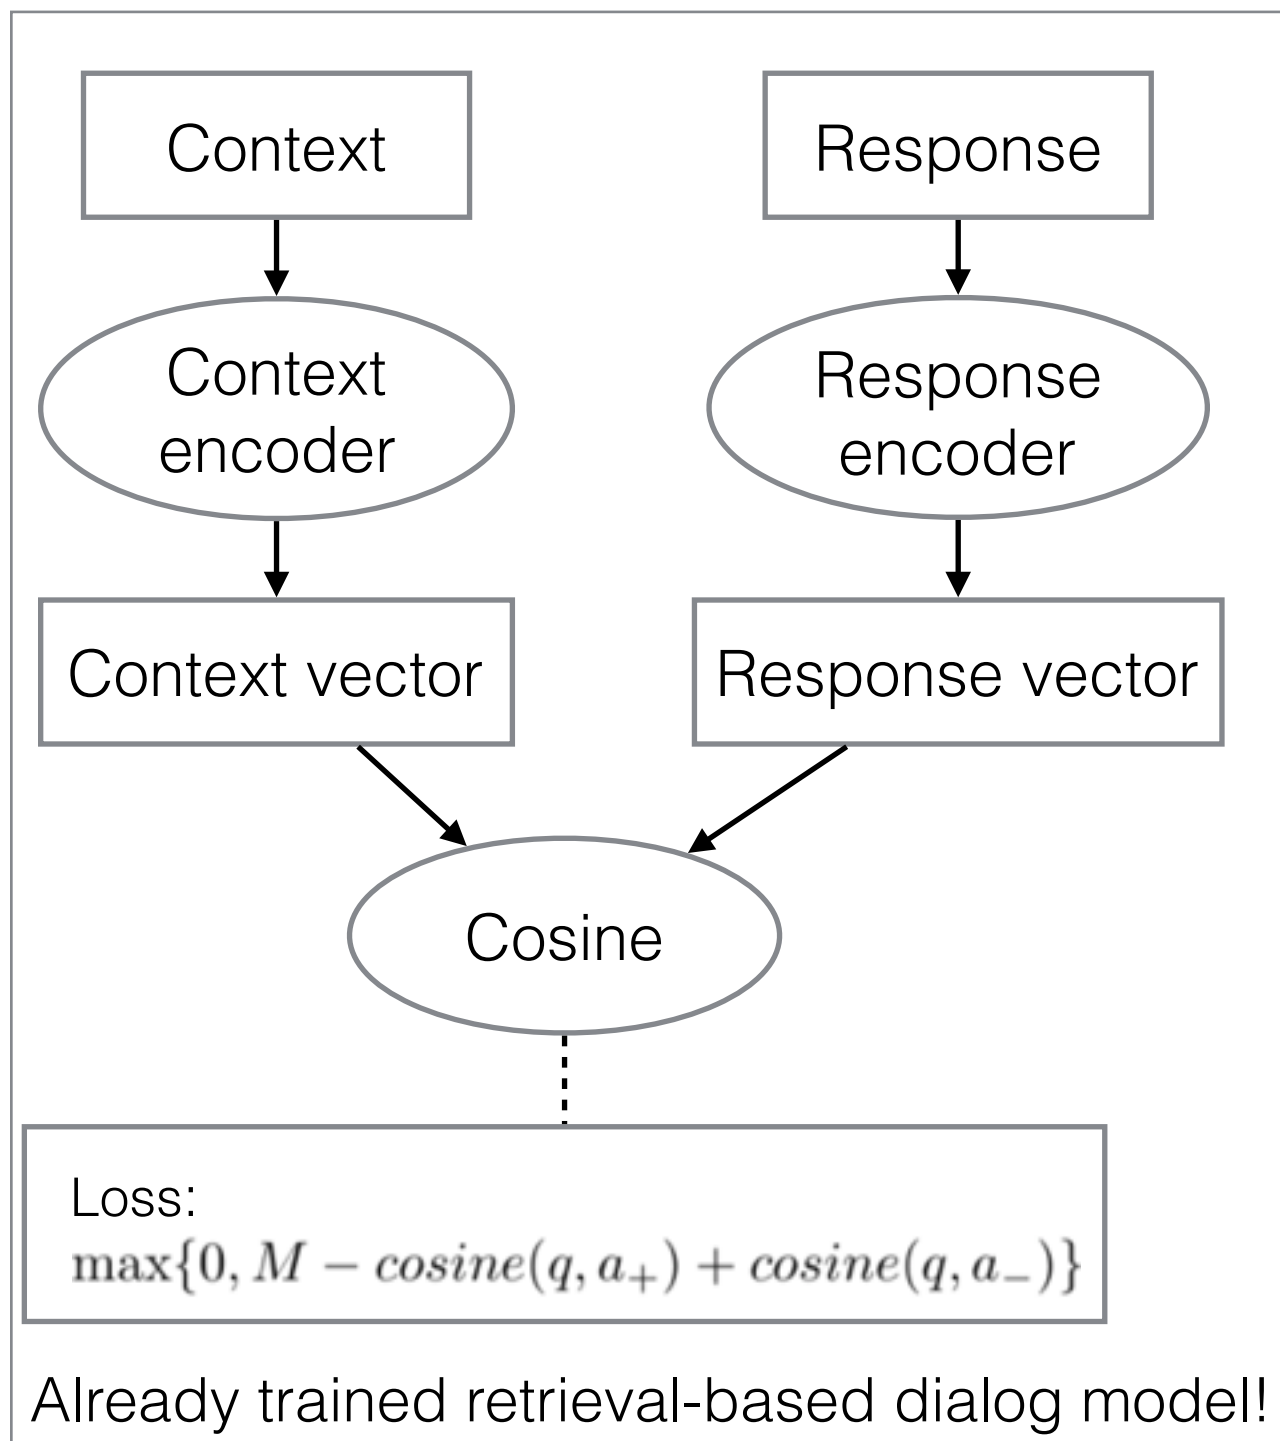 Context
Response
Context
encoder
Response
encoder
Context vector
Response vector
Cosine
Loss:
max{0, M − cosine(q, a₊) + cosine(q, a₋)}
Already trained retrieval-based dialog model!